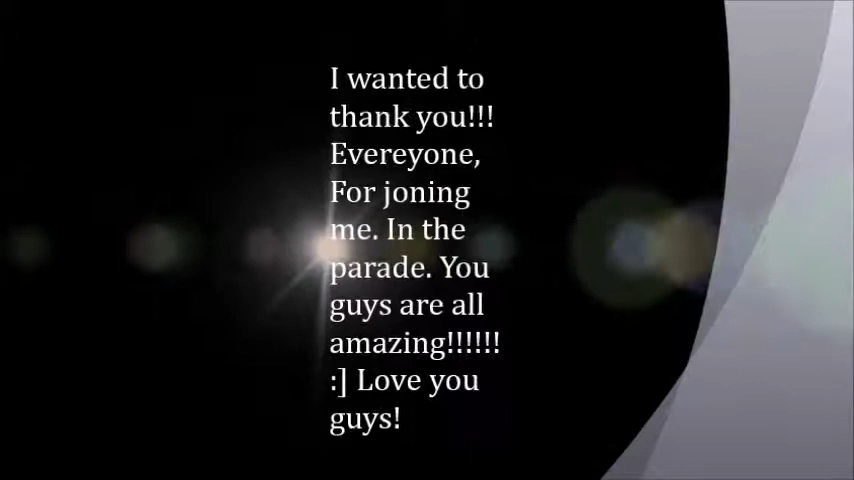 I wanted to
thank you!!!
Evereyone,
For joning
me. In the
parade. You
guys are all
amazing!!!!!!
:] Love you
guys!